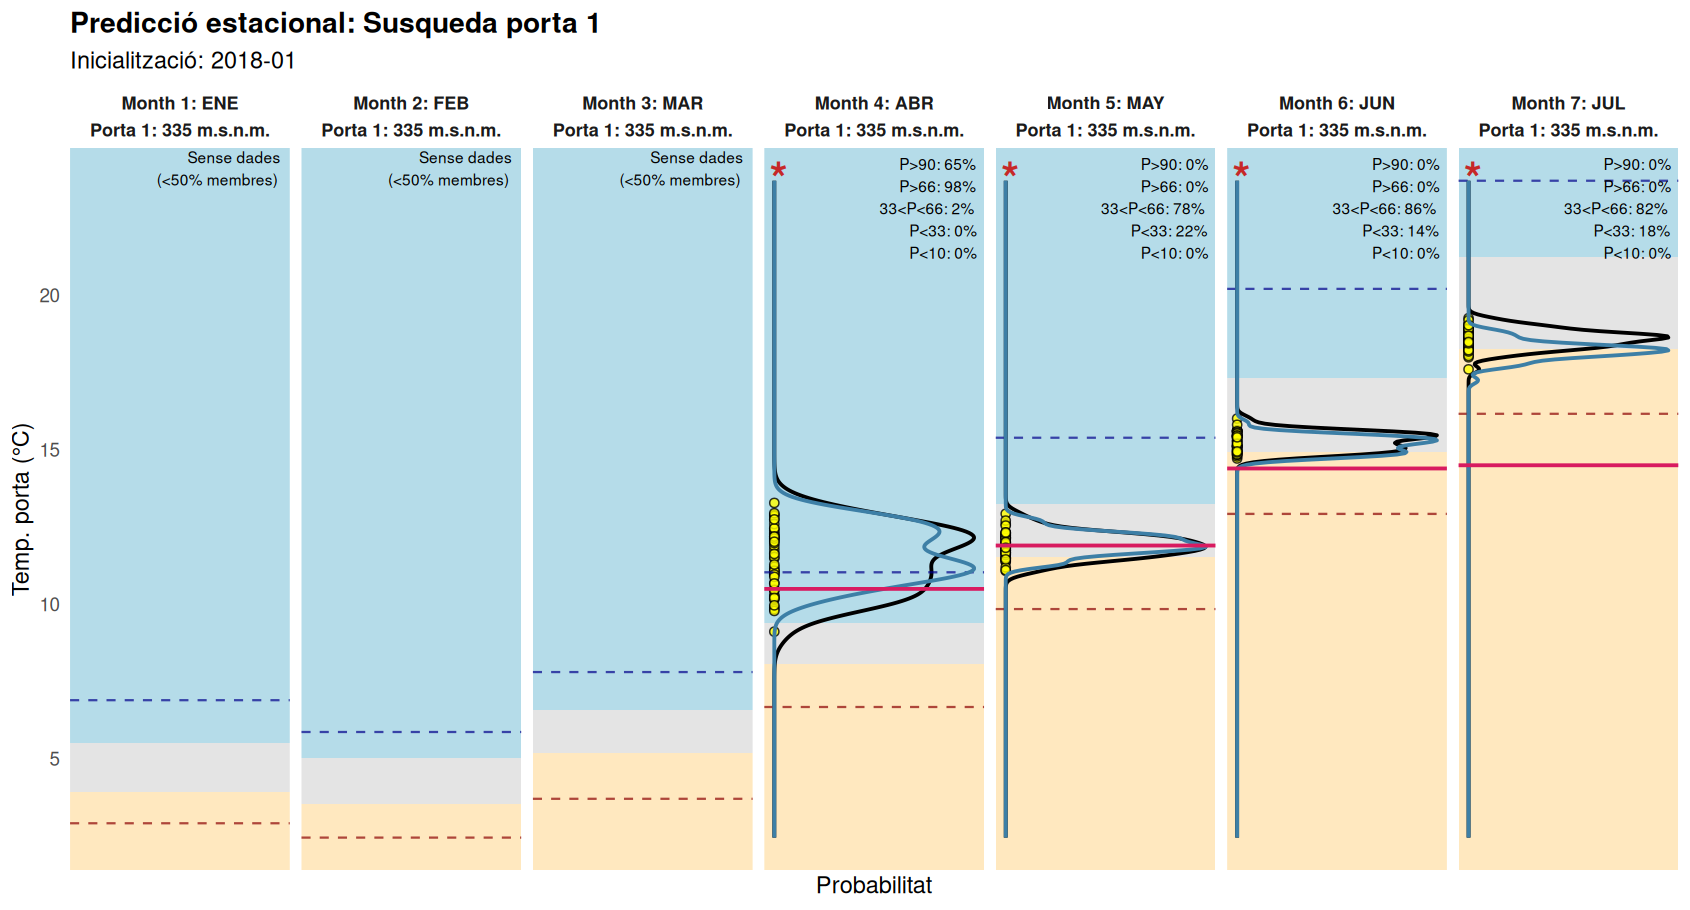 Predicció estacional: Susqueda porta 1
Inicialització: 2018-01
Month 1: ENE
Porta 1: 335 m.s.n.m.
Month 2: FEB
Porta 1: 335 m.s.n.m.
Month 3: MAR
Porta 1: 335 m.s.n.m.
Month 4: ABR
Porta 1: 335 m.s.n.m.
Month 5: MAY
Porta 1: 335 m.s.n.m.
Month 6: JUN
Porta 1: 335 m.s.n.m.
Month 7: JUL
Porta 1: 335 m.s.n.m.
Sense dades
(<50% membres)
Sense dades
(<50% membres)
Sense dades
(<50% membres)
*
P>90: 65%
P>66: 98%
33<P<66: 2%
P<33: 0%
P<10: 0%
*
P>90: 0%
P>66: 0%
33<P<66: 78%
P<33: 22%
P<10: 0%
*
P>90: 0%
P>66: 0%
33<P<66: 86%
P<33: 14%
P<10: 0%
*
P>90: 0%
P>66: 0%
33<P<66: 82%
P<33: 18%
P<10: 0%
Temp. porta (°C)
20
15
10
5
Probabilitat